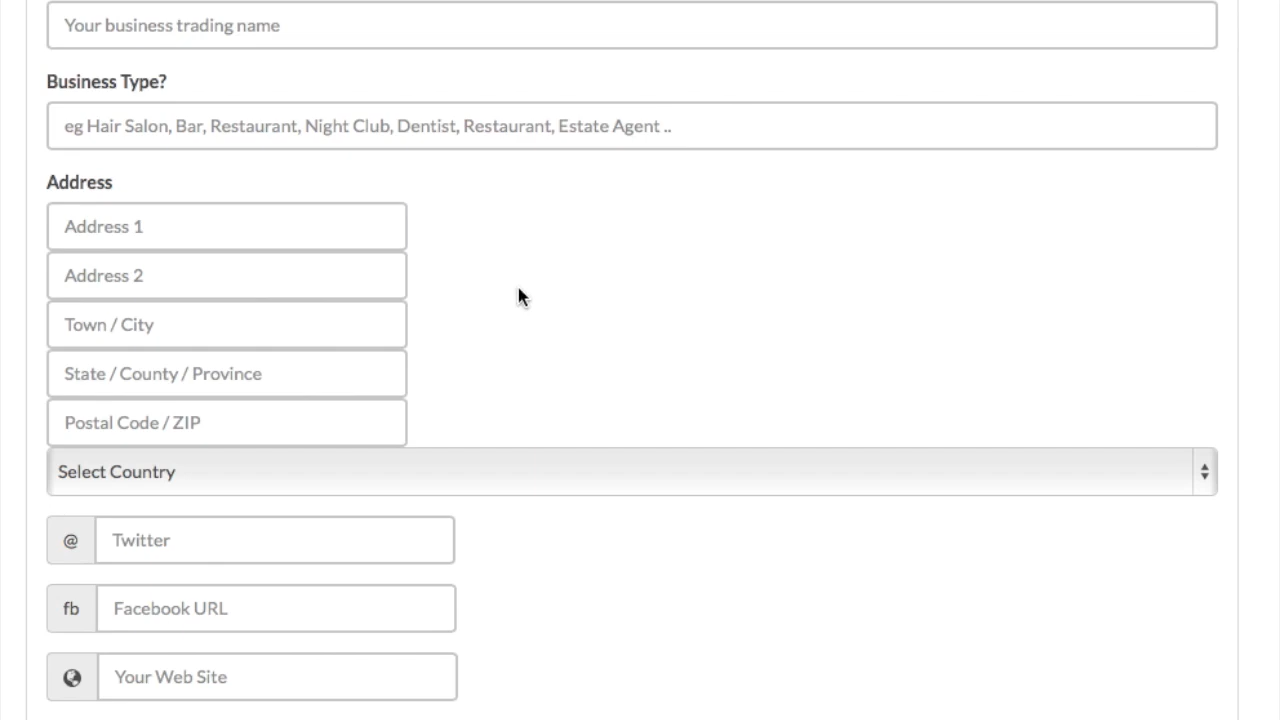 Your business trading name
Business Type?
eg Hair Salon, Bar, Restaurant, Night Club, Dentist, Restaurant, Estate Agent ..
Address
Address 1
Address 2
Town / City
State / County / Province
Postal Code / ZIP
Select Country
@ Twitter
fb Facebook URL
Your Web Site